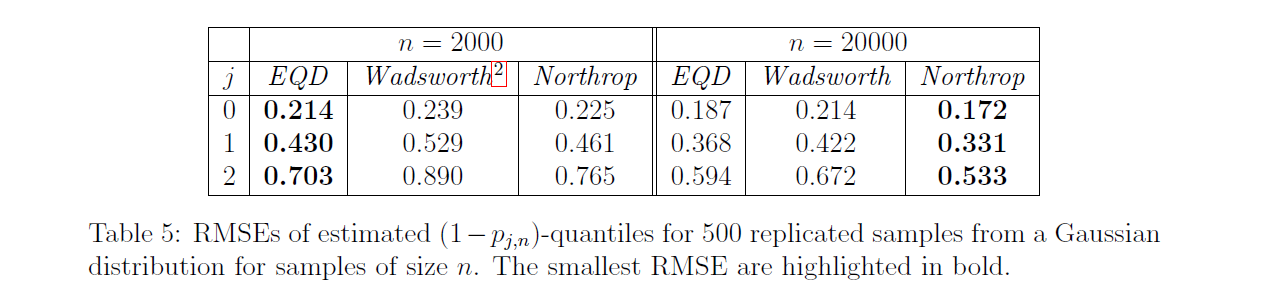 n = 2000 n = 20000
j EQD Wadsworth² Northrop EQD Wadsworth Northrop
0 0.214 0.239 0.225 0.187 0.214 0.172
1 0.430 0.529 0.461 0.368 0.422 0.331
2 0.703 0.890 0.765 0.594 0.672 0.533
Table 5: RMSEs of estimated (1−p_{j,n})-quantiles for 500 replicated samples from a Gaussian
distribution for samples of size n. The smallest RMSE are highlighted in bold.